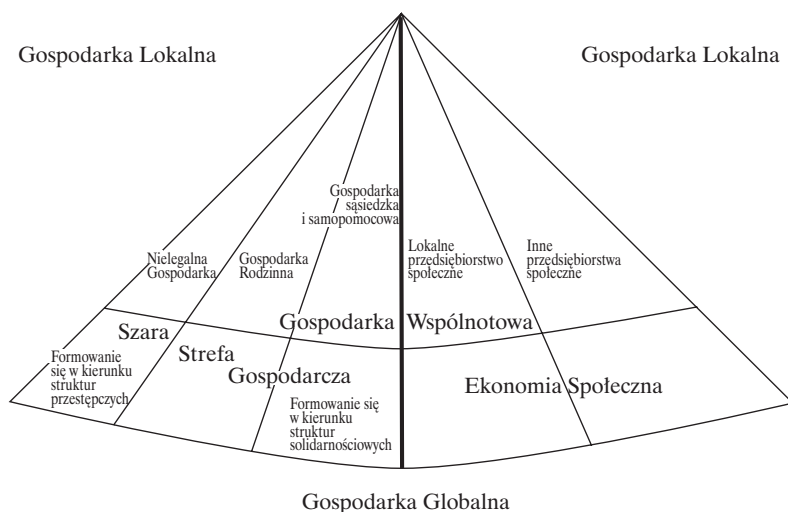 Gospodarka Lokalna
Gospodarka Lokalna
Gospodarka
sąsiedzka
i samopomocowa
Nielegalna
Gospodarka
Gospodarka
Rodzinna
Lokalne
przedsiębiorstwo
społeczne
Inne
przedsiębiorstwa
społeczne
Gospodarka Wspólnotowa
Szara
Strefa
Gospodarcza
Formowanie
się w kierunku
struktur
przestępczych
Formowanie się
w kierunku
struktur
solidarnościowych
Ekonomia Społeczna
Gospodarka Globalna